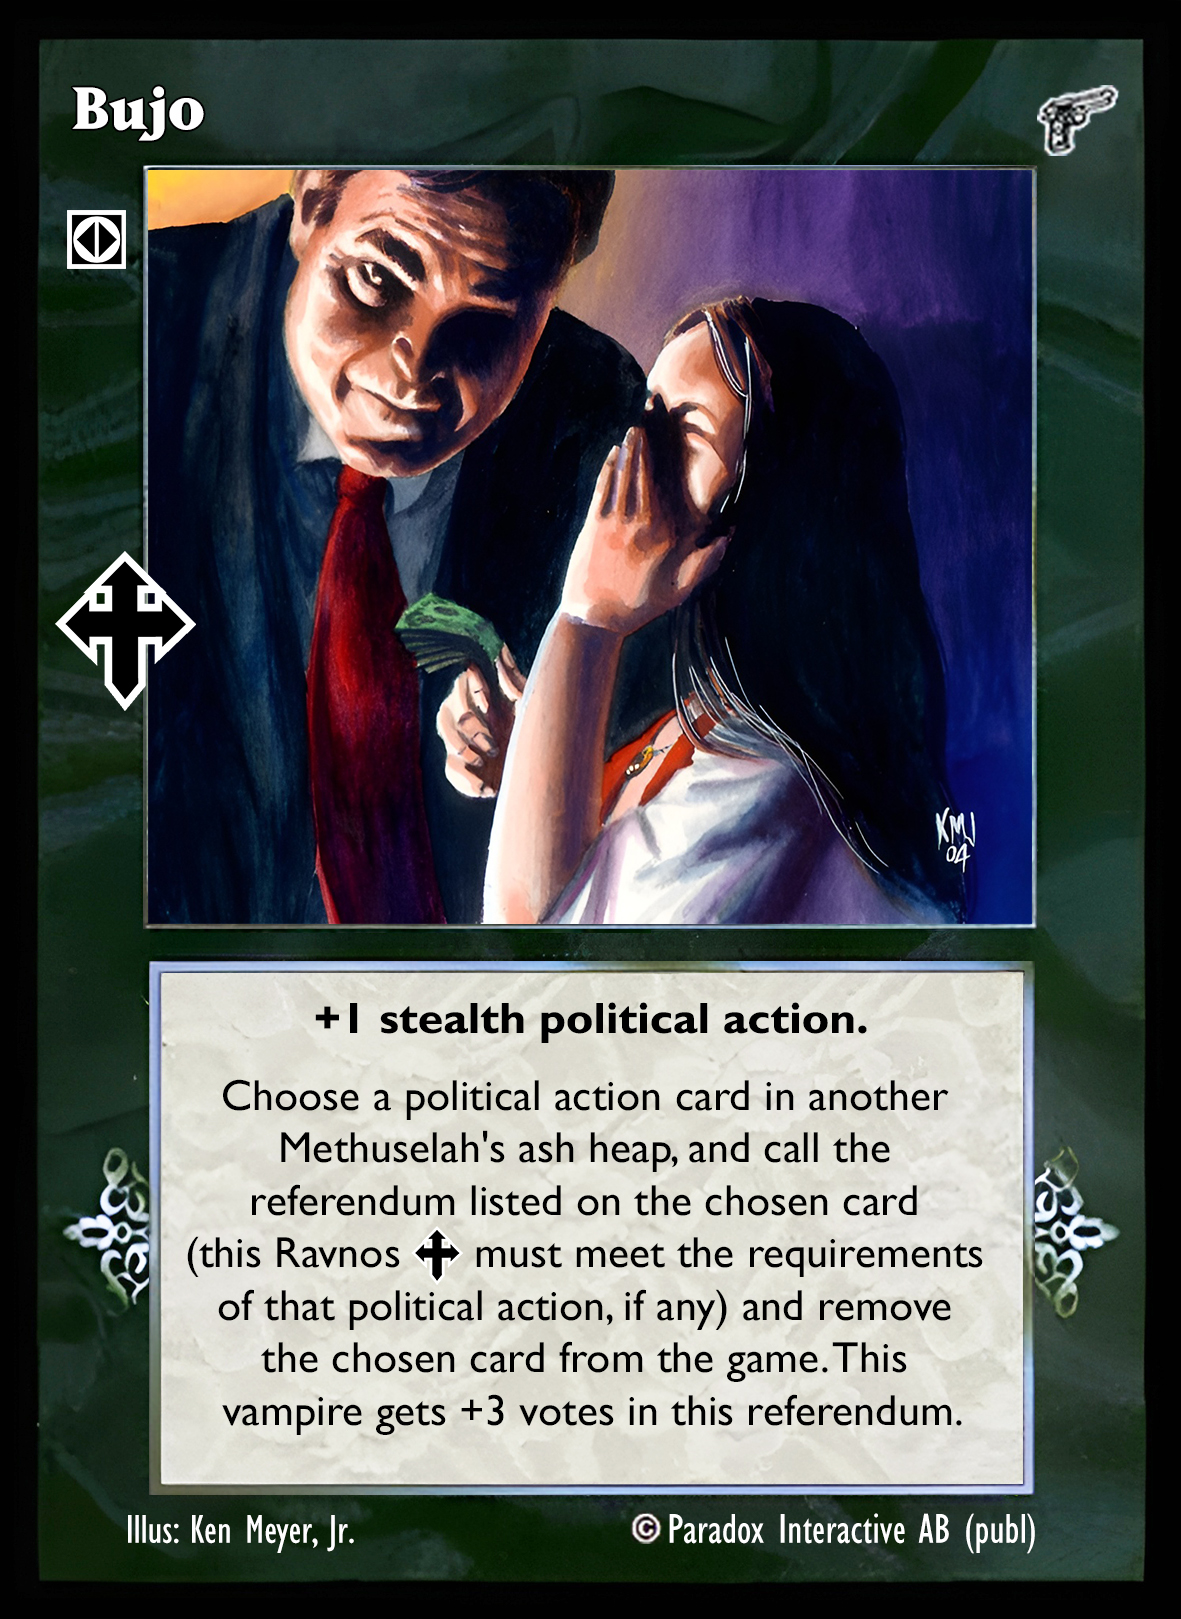 Bujo
KMJ
04
+1 stealth political action.
Choose a political action card in another
Methuselah's ash heap, and call the
referendum listed on the chosen card
(this Ravnos must meet the requirements
of that political action, if any) and remove
the chosen card from the game. This
vampire gets +3 votes in this referendum.
Illus: Ken Meyer, Jr.
© Paradox Interactive AB (publ)